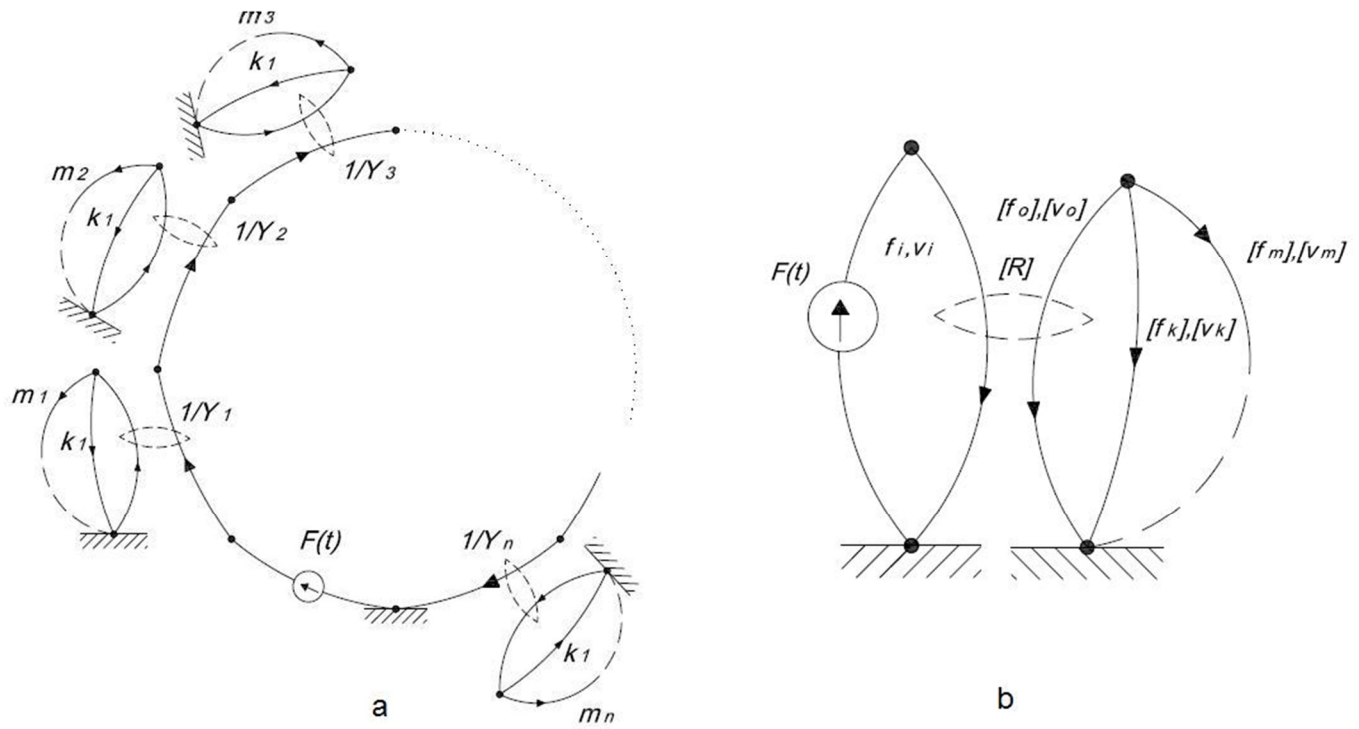 m3
k1
1/Y3
m2
k1
1/Y2
m1
k1
1/Y1
F(t)
1/Yn
k1
mn
a
[fo],[vo]
fi,vi
[R]
[fm],[vm]
F(t)
[fk],[vk]
b